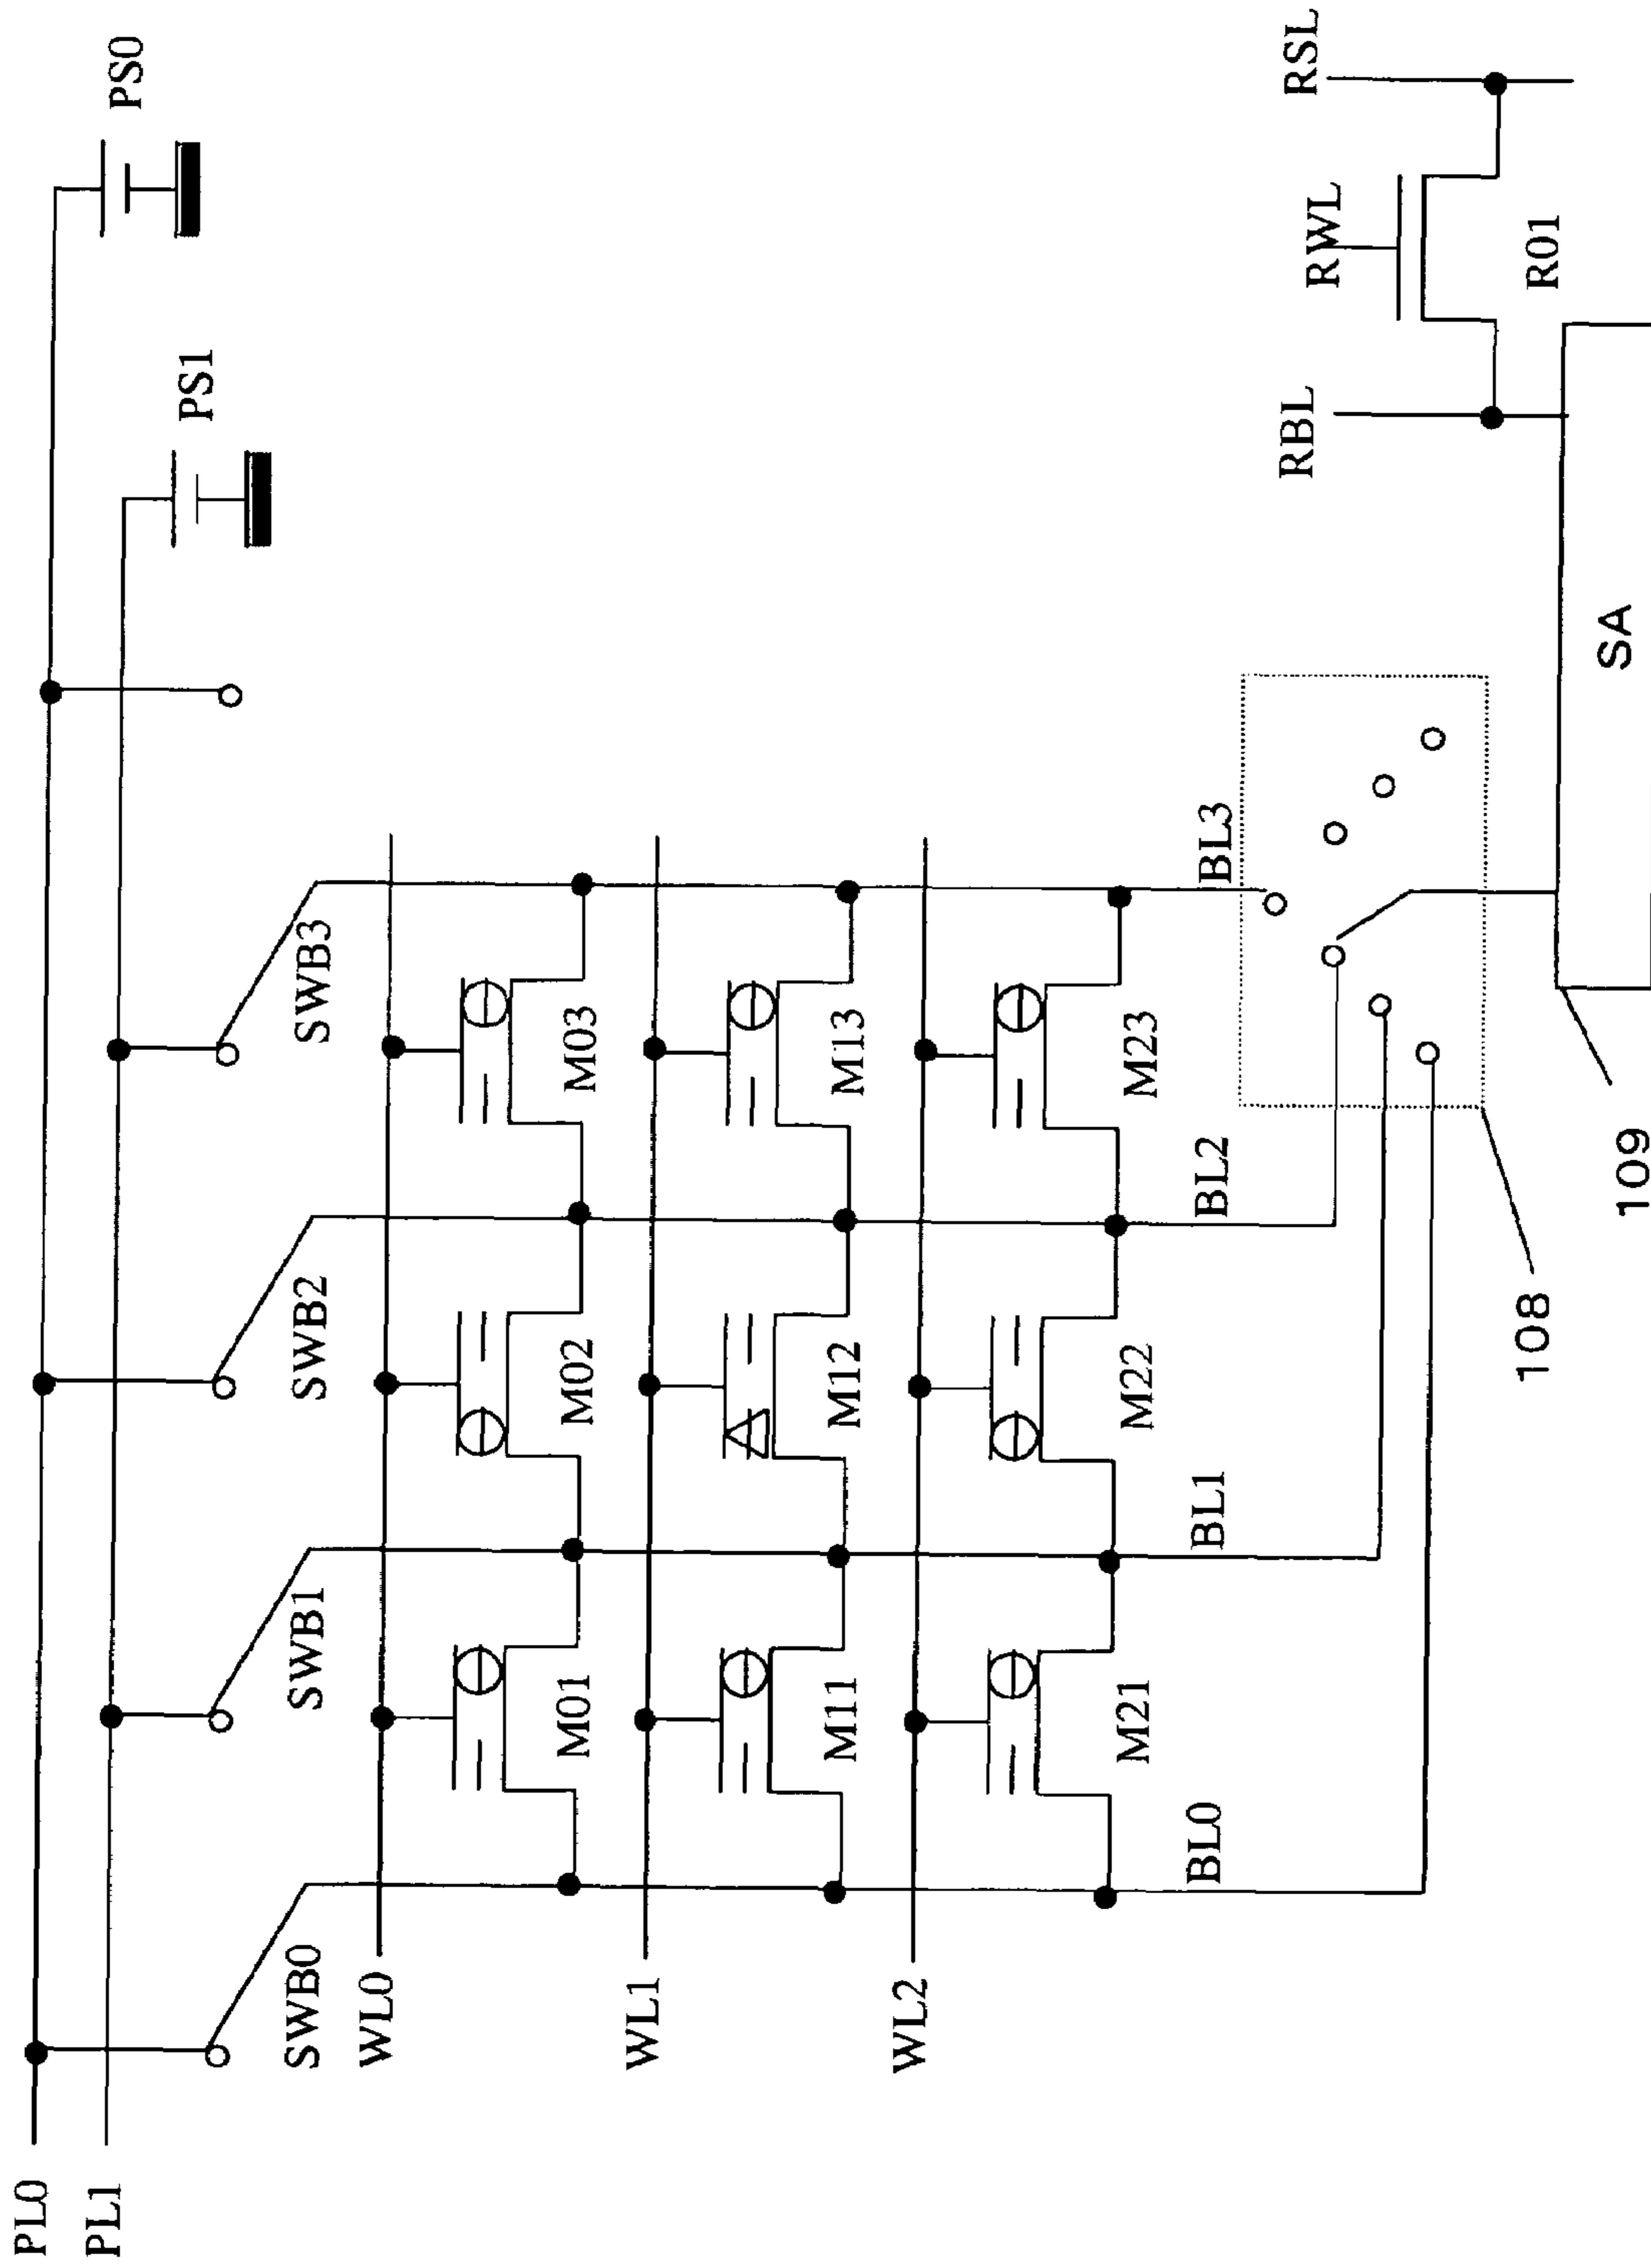 PL0
PL1
PS0
PS1
SWB0
SWB1
SWB2
SWB3
WL0
M01
M02
M03
WL1
M11
M12
M13
WL2
M21
M22
M23
BL0
BL1
BL2
BL3
108
109
SA
RBL
RWL
RSL
R01